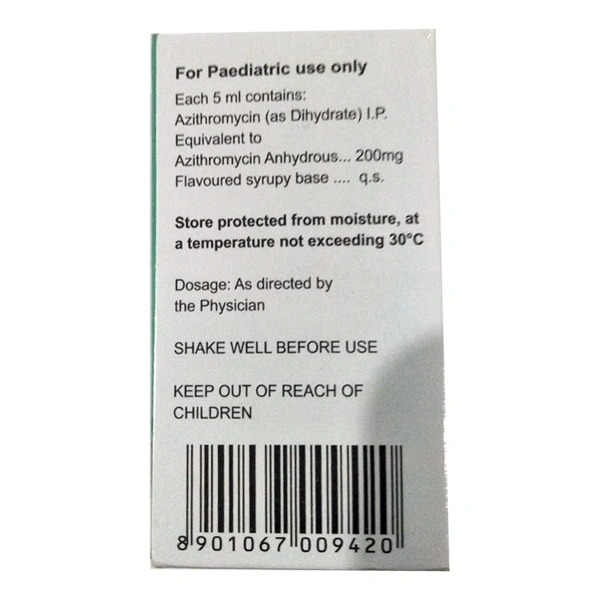 For Paediatric use only
Each 5 ml contains:
Azithromycin (as Dihydrate) I.P.
Equivalent to
Azithromycin Anhydrous... 200mg
Flavoured syrupy base .... q.s.
Store protected from moisture, at
a temperature not exceeding 30°C
Dosage: As directed by
the Physician
SHAKE WELL BEFORE USE
KEEP OUT OF REACH OF
CHILDREN
8 901067 009420